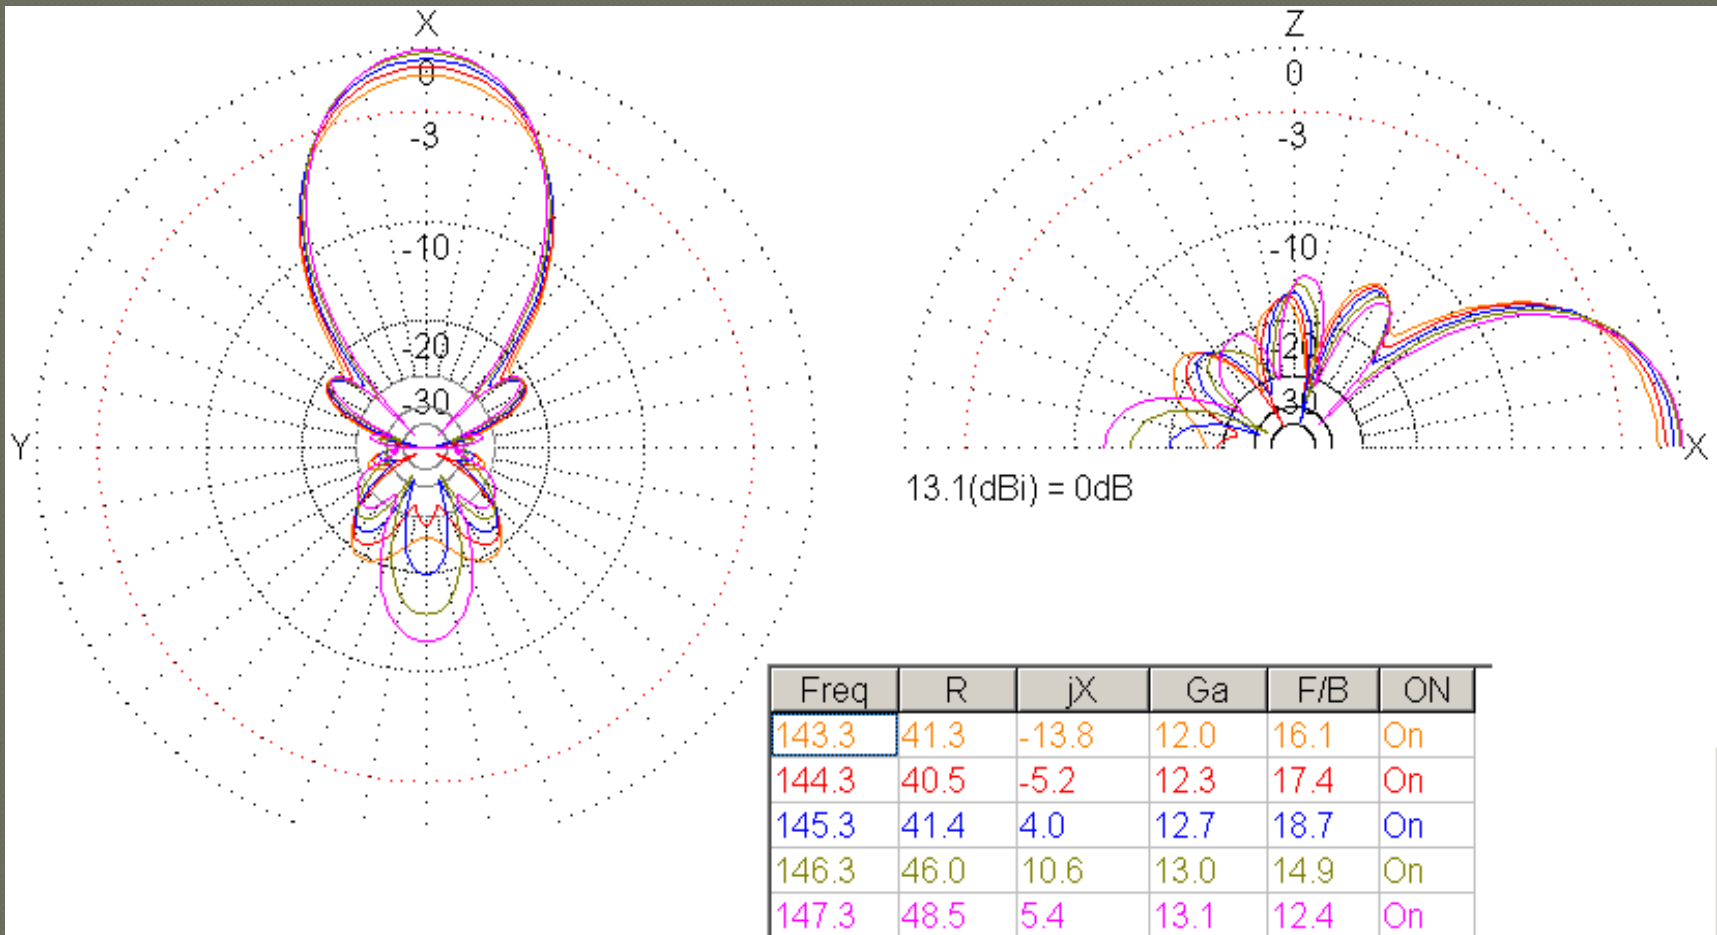 X
0
-3
-10
-20
-30
Y
Z
0
-3
-10
-30
X
13.1(dBi) = 0dB
Freq R jX Ga F/B ON
143.3 41.3 -13.8 12.0 16.1 On
144.3 40.5 -5.2 12.3 17.4 On
145.3 41.4 4.0 12.7 18.7 On
146.3 46.0 10.6 13.0 14.9 On
147.3 48.5 5.4 13.1 12.4 On